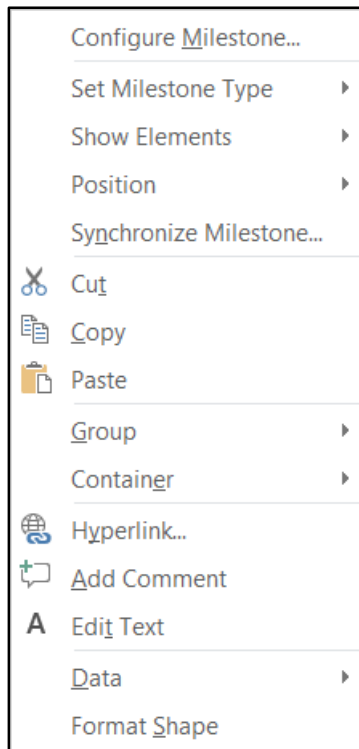 Configure Milestone...
Set Milestone Type
Show Elements
Position
Synchronize Milestone...
Cut
Copy
Paste
Group
Container
Hyperlink...
Add Comment
A Edit Text
Data
Format Shape